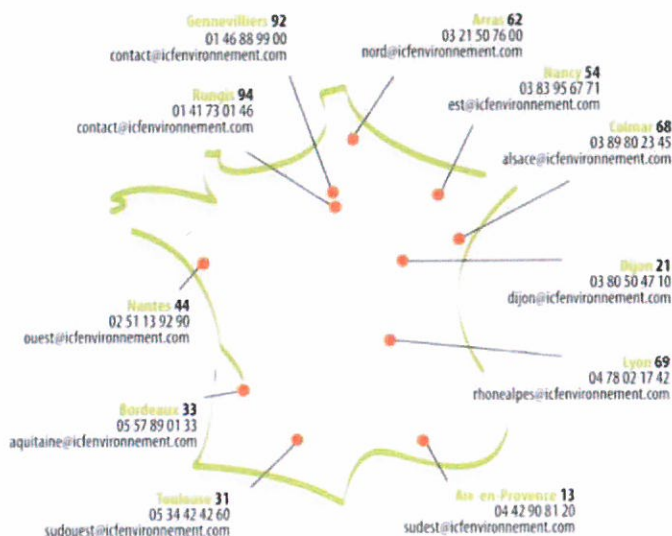 Gennevilliers 92
01 46 88 99 00
contact@icfenvironnement.com
Arras 62
03 21 50 76 00
nord@icfenvironnement.com
Rungis 94
01 41 73 01 46
contact@icfenvironnement.com
Nancy 54
03 83 95 67 71
est@icfenvironnement.com
Colmar 68
03 89 80 23 45
alsace@icfenvironnement.com
Dijon 21
03 80 50 47 10
dijon@icfenvironnement.com
Nantes 44
02 51 13 92 90
ouest@icfenvironnement.com
Lyon 69
04 78 02 17 42
rhonealpes@icfenvironnement.com
Bordeaux 33
05 57 89 01 33
aquitaine@icfenvironnement.com
Toulouse 31
05 34 42 42 60
sudouest@icfenvironnement.com
Aix-en-Provence 13
04 42 90 81 20
sudest@icfenvironnement.com